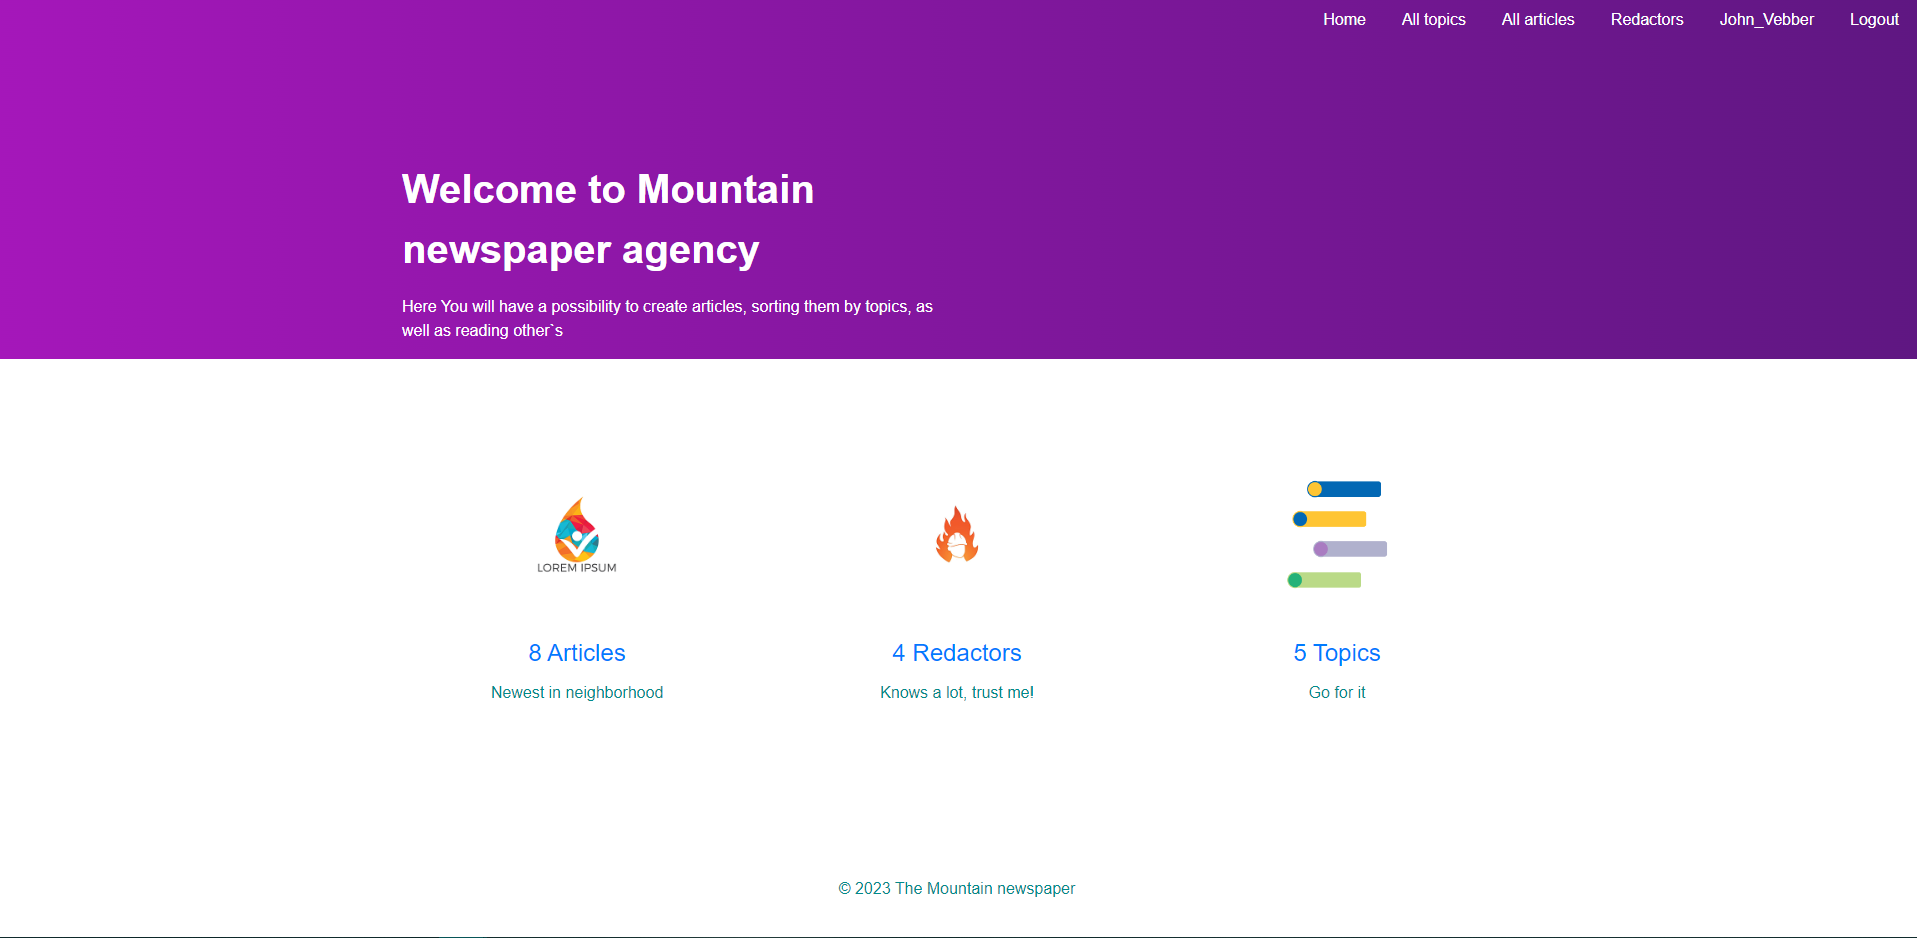 Home All topics All articles Redactors John_Vebber Logout
Welcome to Mountain
newspaper agency
Here You will have a possibility to create articles, sorting them by topics, as
well as reading other`s
LOREM IPSUM
8 Articles
Newest in neighborhood
4 Redactors
Knows a lot, trust me!
5 Topics
Go for it
© 2023 The Mountain newspaper